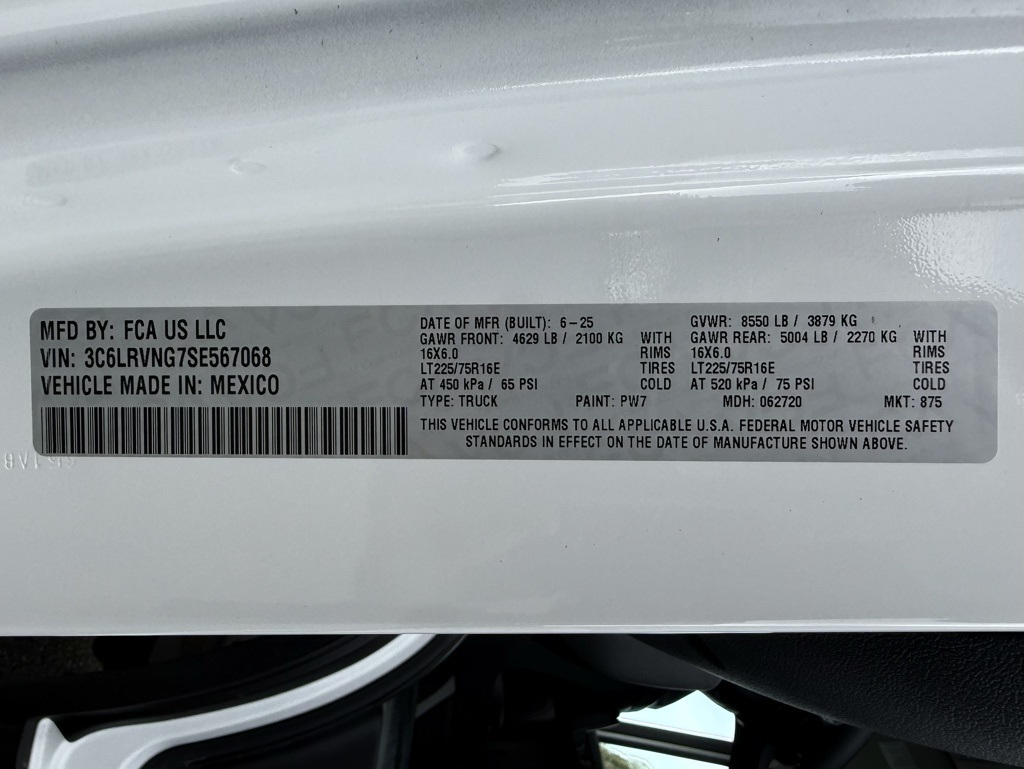 MFD BY: FCA US LLC
VIN: 3C6LRVNG7SE567068
VEHICLE MADE IN: MEXICO
DATE OF MFR (BUILT): 6-25
GAWR FRONT: 4629 LB / 2100 KG WITH
16X6.0 RIMS
LT225/75R16E TIRES
AT 450 kPa / 65 PSI COLD
TYPE: TRUCK PAINT: PW7
GVWR: 8550 LB / 3879 KG
GAWR REAR: 5004 LB / 2270 KG WITH
16X6.0 RIMS
LT225/75R16E TIRES
AT 520 kPa / 75 PSI COLD
MDH: 062720 MKT: 875
THIS VEHICLE CONFORMS TO ALL APPLICABLE U.S.A. FEDERAL MOTOR VEHICLE SAFETY
STANDARDS IN EFFECT ON THE DATE OF MANUFACTURE SHOWN ABOVE.